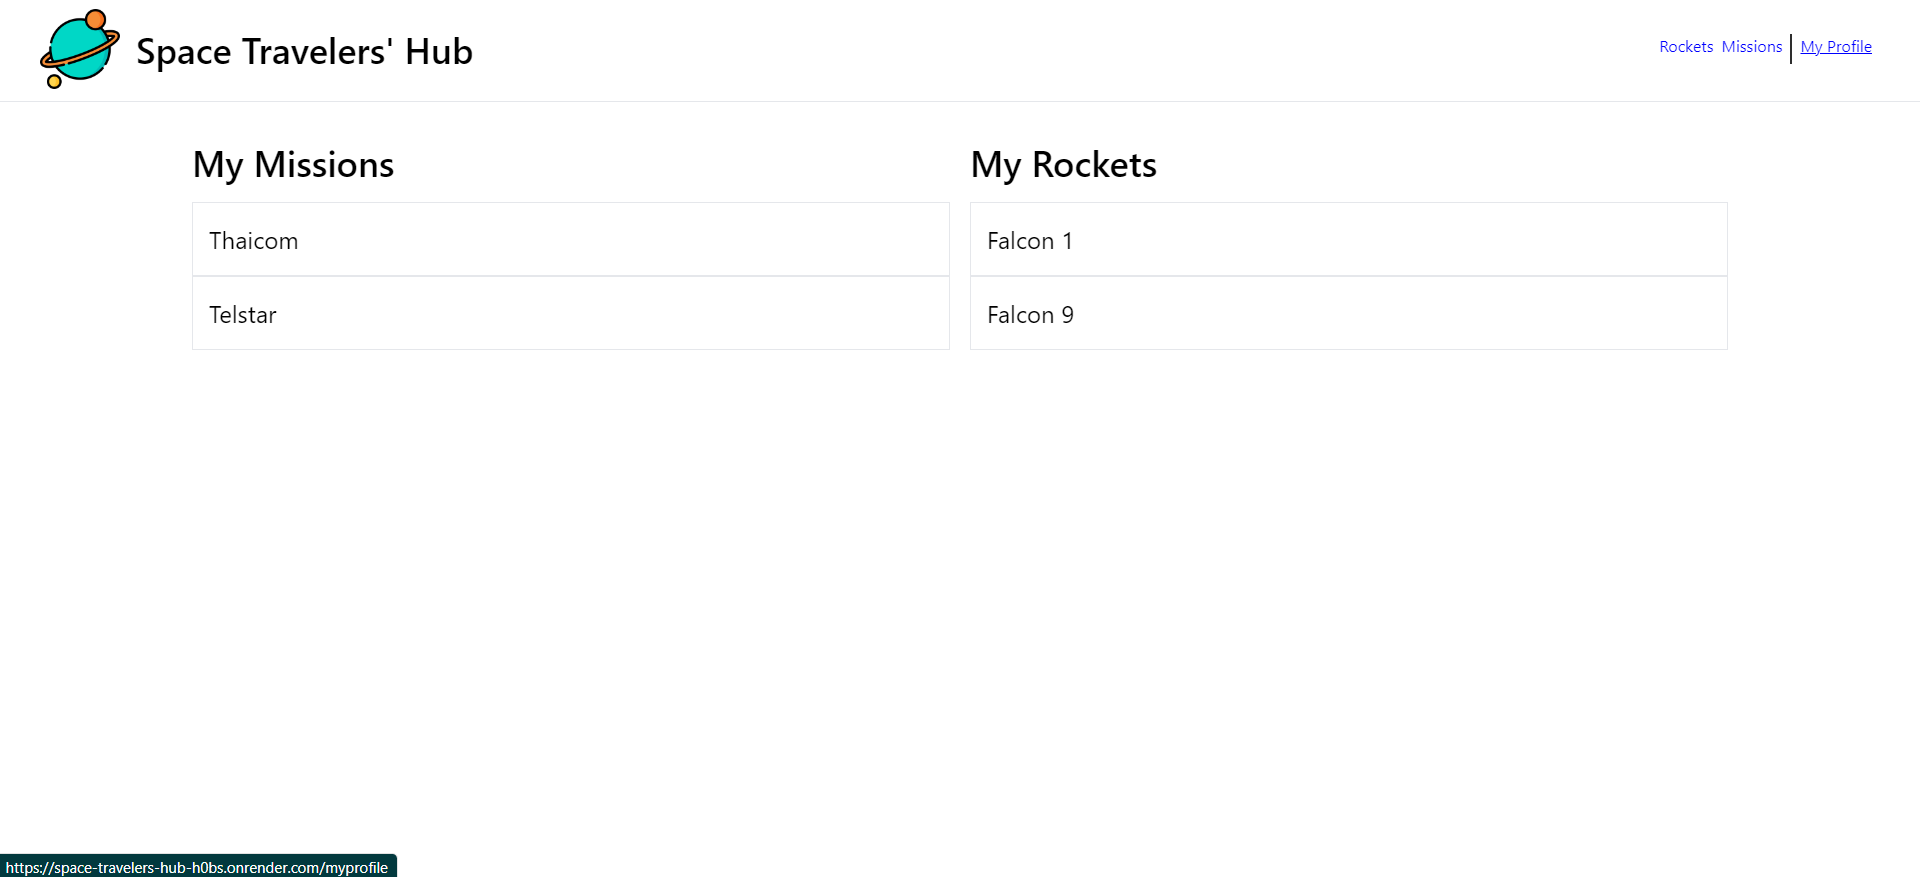 Space Travelers' Hub
Rockets Missions My Profile
My Missions
Thaicom
Telstar
My Rockets
Falcon 1
Falcon 9
https://space-travelers-hub-h0bs.onrender.com/myprofile